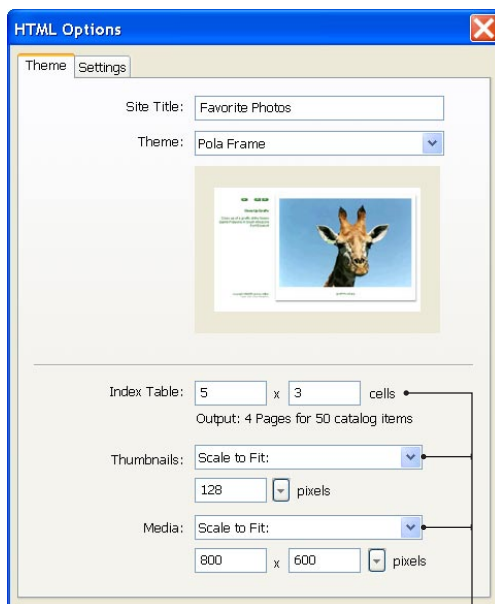 HTML Options
Theme Settings
Site Title: Favorite Photos
Theme: Pola Frame
Index Table: 5 x 3 cells
Output: 4 Pages for 50 catalog items
Thumbnails: Scale to Fit:
128 pixels
Media: Scale to Fit:
800 x 600 pixels